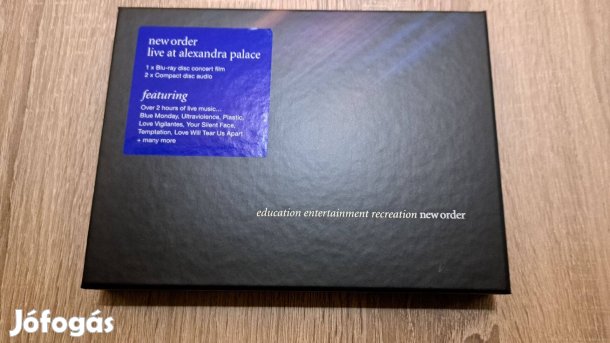 new order
live at alexandra palace
1 x Blu-ray disc concert film
2 x Compact disc audio
featuring
Over 2 hours of live music...
Blue Monday, Ultraviolence, Plastic,
Love Vigilantes, Your Silent Face,
Temptation, Love Will Tear Us Apart
+ many more
education entertainment recreation new order
Jófogás